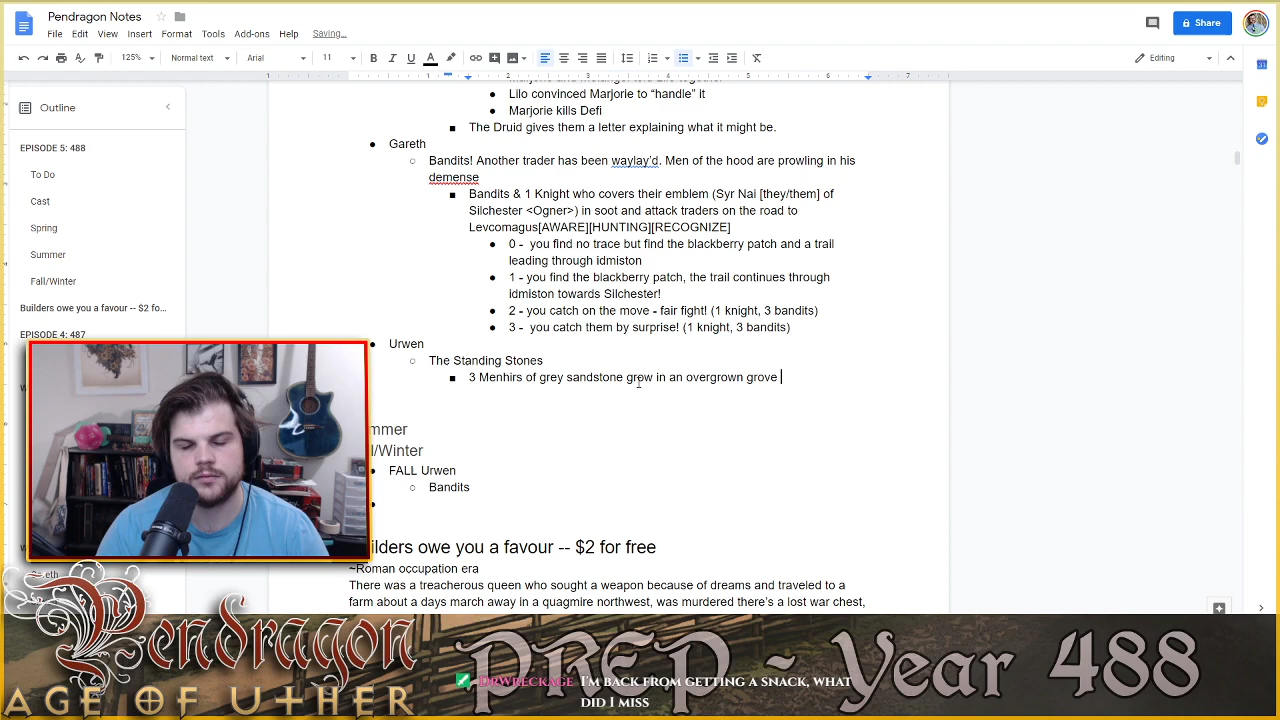 Pendragon Notes
File Edit View Insert Format Tools Add-ons Help Saving...
Share
125% Normal text Arial 11 Editing
1 1 2 3 4 5 6 7
Outline
EPISODE 5: 488
To Do
Cast
Spring
Summer
Fall/Winter
Builders owe you a favour -- $2 fo...
EPISODE 4: 487
Lilo convinced Marjorie to “handle” it
Marjorie kills Defi
The Druid gives them a letter explaining what it might be.
Gareth
Bandits! Another trader has been waylay’d. Men of the hood are prowling in his
demense
Bandits & 1 Knight who covers their emblem (Syr Nai [they/them] of
Silchester <Ogner>) in soot and attack traders on the road to
Levcomagus[AWARE][HUNTING][RECOGNIZE]
0 - you find no trace but find the blackberry patch and a trail
leading through idmiston
1 - you find the blackberry patch, the trail continues through
idmiston towards Silchester!
2 - you catch on the move - fair fight! (1 knight, 3 bandits)
3 - you catch them by surprise! (1 knight, 3 bandits)
Urwen
The Standing Stones
3 Menhirs of grey sandstone grow in an overgrown grove
mmer
l/Winter
FALL Urwen
Bandits
ilders owe you a favour -- $2 for free
~Roman occupation era
There was a treacherous queen who sought a weapon because of dreams and traveled to a
farm about a days march away in a quagmire northwest, was murdered there’s a lost war chest,
Pendragon
AGE OF UTHER
PREP ~ Year 488
DrWreckage I'm back from getting a snack, what
did I miss